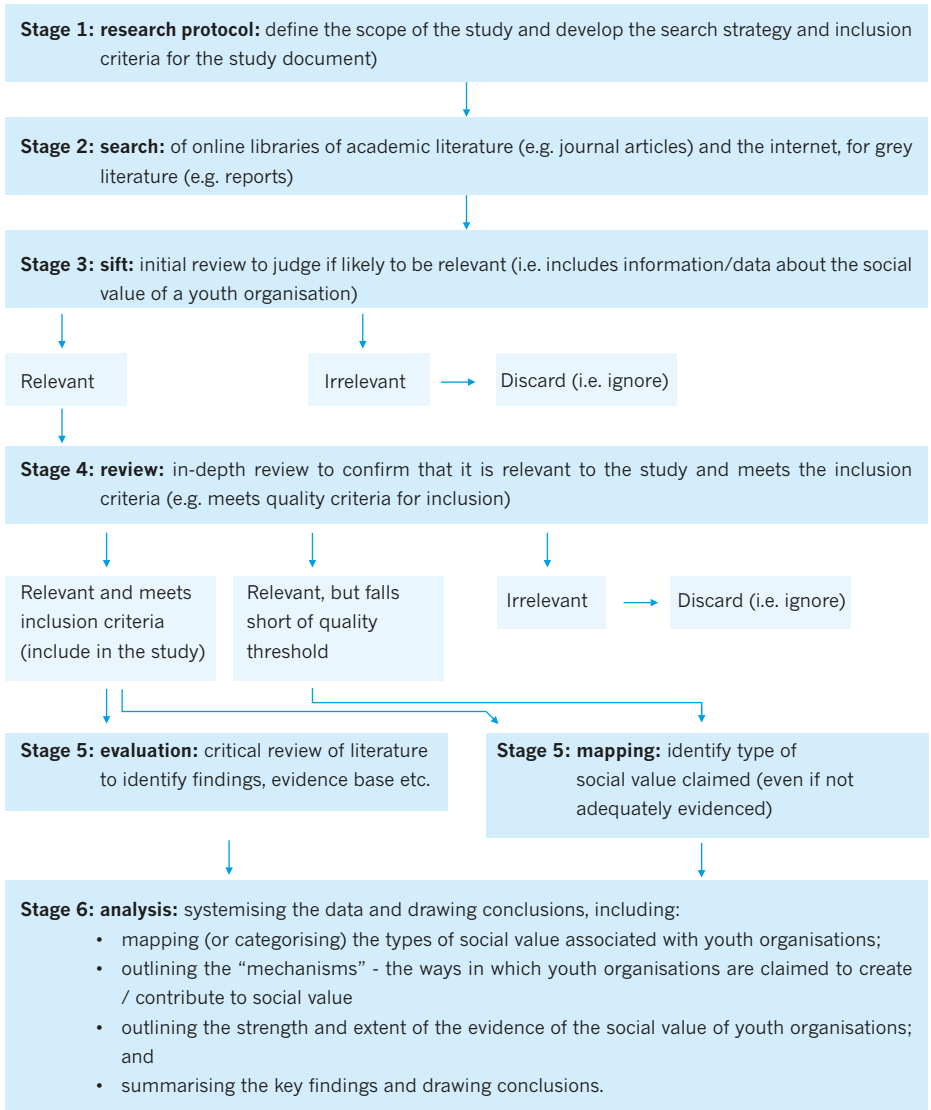 Stage 1: research protocol: define the scope of the study and develop the search strategy and inclusion
criteria for the study document)
Stage 2: search: of online libraries of academic literature (e.g. journal articles) and the internet, for grey
literature (e.g. reports)
Stage 3: sift: initial review to judge if likely to be relevant (i.e. includes information/data about the social
value of a youth organisation)
Relevant
Irrelevant
Discard (i.e. ignore)
Stage 4: review: in-depth review to confirm that it is relevant to the study and meets the inclusion
criteria (e.g. meets quality criteria for inclusion)
Relevant and meets
inclusion criteria
(include in the study)
Relevant, but falls
short of quality
threshold
Irrelevant
Discard (i.e. ignore)
Stage 5: evaluation: critical review of literature
to identify findings, evidence base etc.
Stage 5: mapping: identify type of
social value claimed (even if not
adequately evidenced)
Stage 6: analysis: systemising the data and drawing conclusions, including:
• mapping (or categorising) the types of social value associated with youth organisations;
• outlining the “mechanisms” - the ways in which youth organisations are claimed to create
/ contribute to social value
• outlining the strength and extent of the evidence of the social value of youth organisations;
and
• summarising the key findings and drawing conclusions.